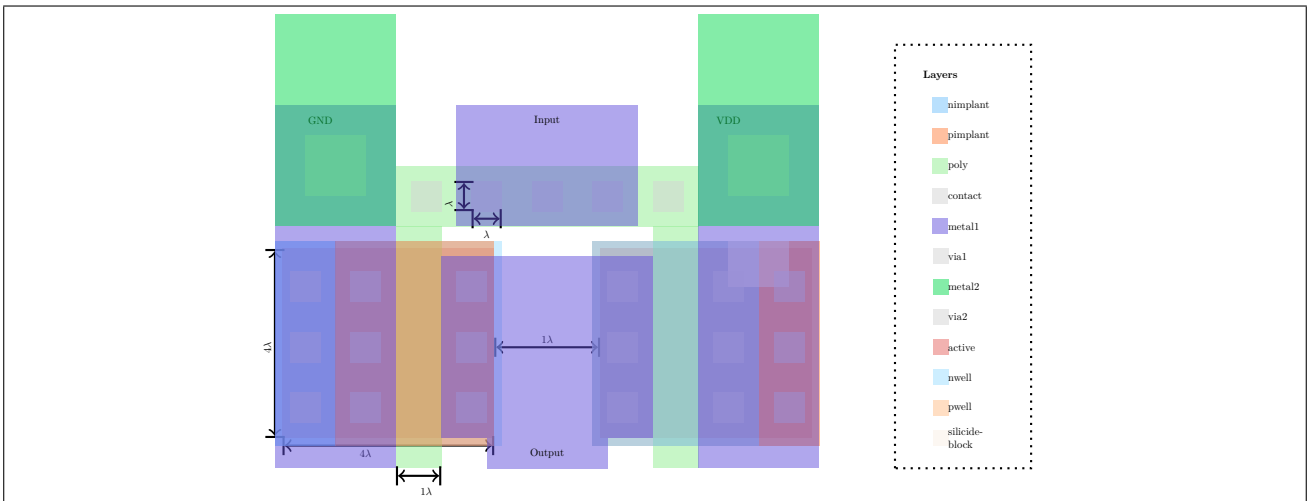 Layers
nimplant
GND
Input
VDD
pimplant
poly
contact
λ
metal1
λ
via1
metal2
via2
4λ
1λ
active
nwell
pwell
silicide-
block
4λ
Output
1λ